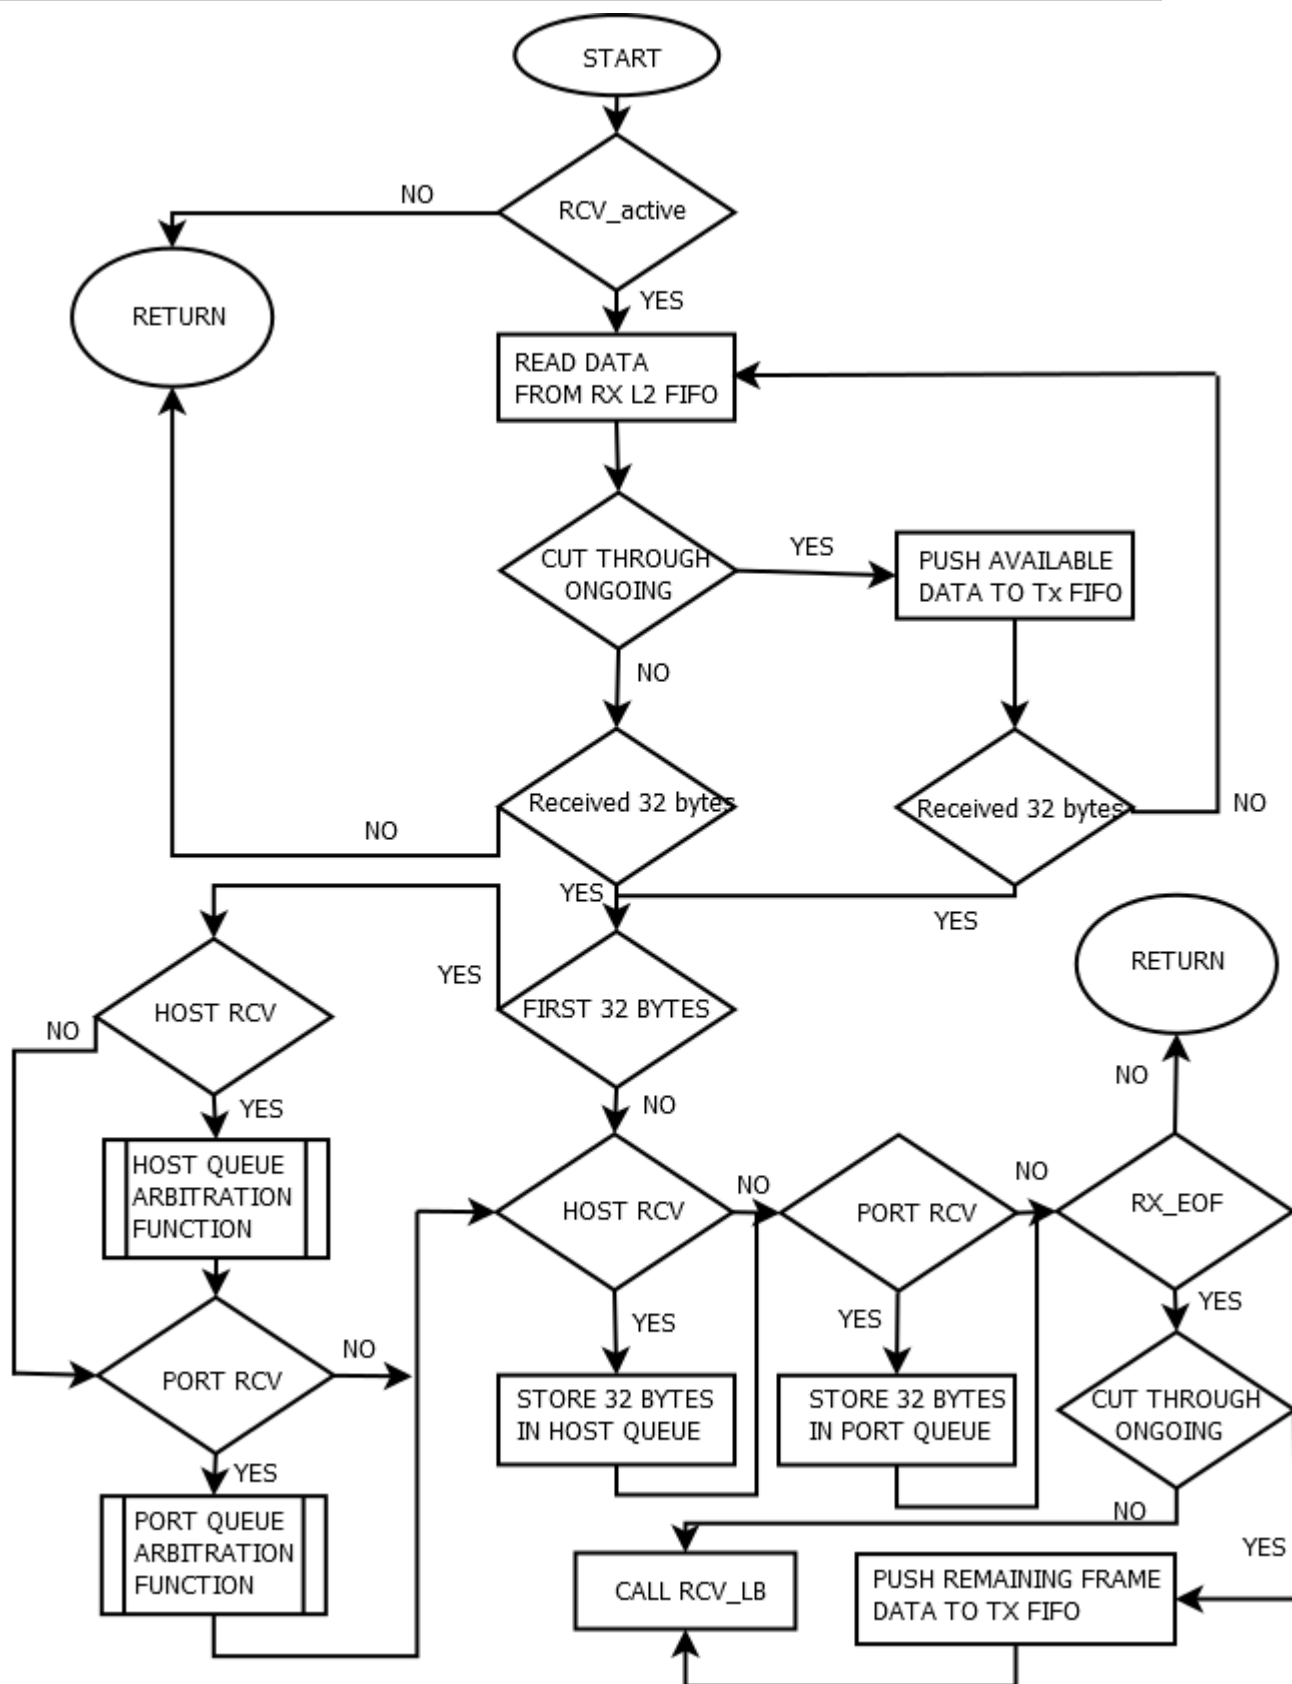 START
NO
RCV_active
RETURN
YES
READ DATA
FROM RX L2 FIFO
CUT THROUGH
ONGOING
YES
PUSH AVAILABLE
DATA TO Tx FIFO
NO
Received 32 bytes
Received 32 bytes
NO
NO
YES
YES
RETURN
YES
FIRST 32 BYTES
HOST RCV
NO
YES
NO
NO
HOST QUEUE
ARBITRATION
FUNCTION
HOST RCV
NO
PORT RCV
NO
RX_EOF
YES
YES
YES
PORT RCV
NO
STORE 32 BYTES
IN HOST QUEUE
STORE 32 BYTES
IN PORT QUEUE
CUT THROUGH
ONGOING
YES
PORT QUEUE
ARBITRATION
FUNCTION
NO
YES
CALL RCV_LB
PUSH REMAINING FRAME
DATA TO TX FIFO